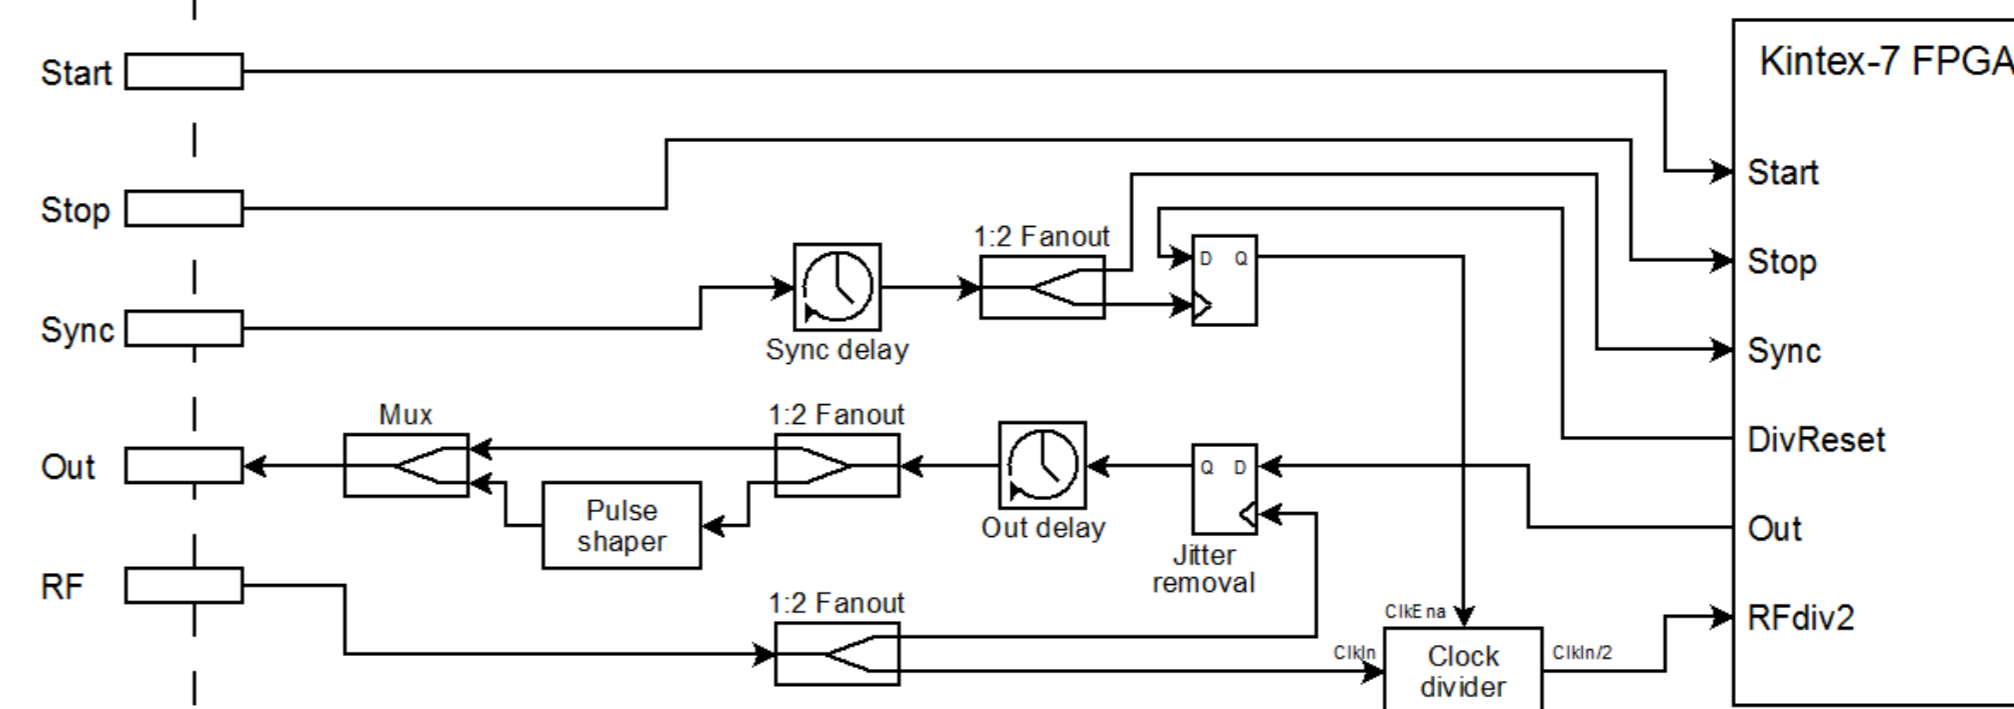 Kintex-7 FPGA
Start
Start
Stop
1:2 Fanout
D Q
Stop
Sync
Sync delay
Sync
Mux
1:2 Fanout
DivReset
Out
Q D
Pulse
shaper
Out delay
Out
Jitter
removal
RF
1:2 Fanout
ClkEna
RFdiv2
ClkIn
Clock
divider
ClkIn/2